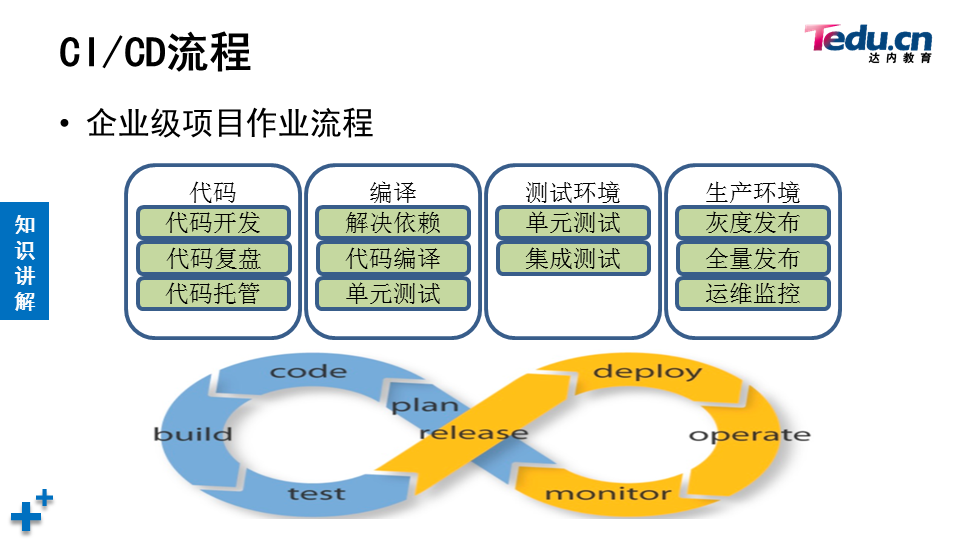 CI/CD流程
Tedu.cn
达内教育
• 企业级项目作业流程
知识讲解
代码
代码开发
代码复盘
代码托管
编译
解决依赖
代码编译
单元测试
测试环境
单元测试
集成测试
生产环境
灰度发布
全量发布
运维监控
code
plan
build
test
release
deploy
operate
monitor